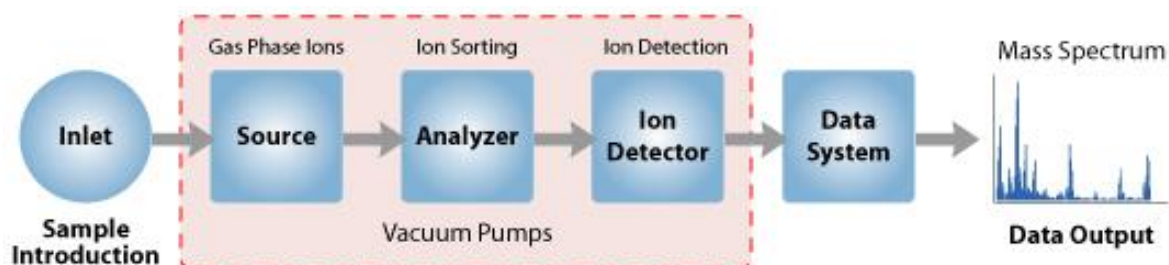 Gas Phase Ions
Ion Sorting
Ion Detection
Mass Spectrum
Inlet
Source
Analyzer
Ion
Detector
Data
System
Sample
Introduction
Vacuum Pumps
Data Output